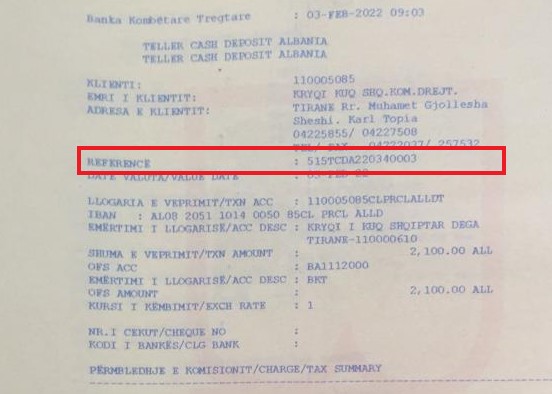 Banka Kombëtare Tregtare : 03-FEB-2022 09:03
TELLER CASH DEPOSIT ALBANIA
TELLER CASH DEPOSIT ALBANIA
KLIENTI: 110005085
EMRI I KLIENTIT: KRYQI KUQ SHQ.KOM.DREJT.
ADRESA E KLIENTIT: TIRANE Rr. Muhamet Gjollesha
Sheshi. Karl Topia
04225855/ 04227508
TEL/ FAX 04222037/ 257532
REFERENCE : 515TCDA220340003
DATE VALUTA/VALUE DATE : 03-FEB-22
LLOGARIA E VEPRIMIT/TXN ACC : 110005085CLPRCLALLDT
IBAN : AL08 2051 1014 0050 85CL PRCL ALLD
EMËRTIMI I LLOGARISË/ACC DESC : KRYQI I KUQ SHQIPTAR DEGA
TIRANE-110000610
SHUMA E VEPRIMIT/TXN AMOUNT : 2,100.00 ALL
OFS ACC : BA1112000
EMËRTIMI I LLOGARISË/ACC DESC : BKT
OFS AMOUNT : 2,100.00 ALL
KURSI I KËMBIMIT/EXCH RATE : 1
NR.I CEKUT/CHEQUE NO :
KODI I BANKËS/CLG BANK :
PËRMBLEDHJE E KOMISIONIT/CHARGE/TAX SUMMARY